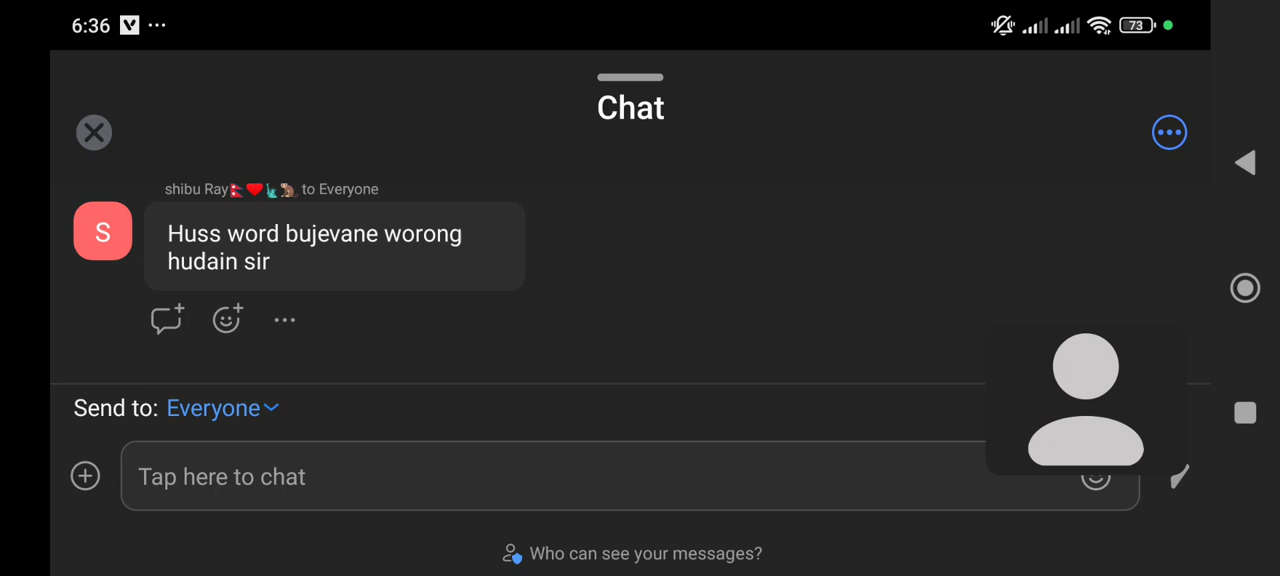 6:36
73
Chat
shibu Ray🇳🇵❤️🗽🦫 to Everyone
S
Huss word bujevane worong
hudain sir
Send to: Everyone
Tap here to chat
Who can see your messages?